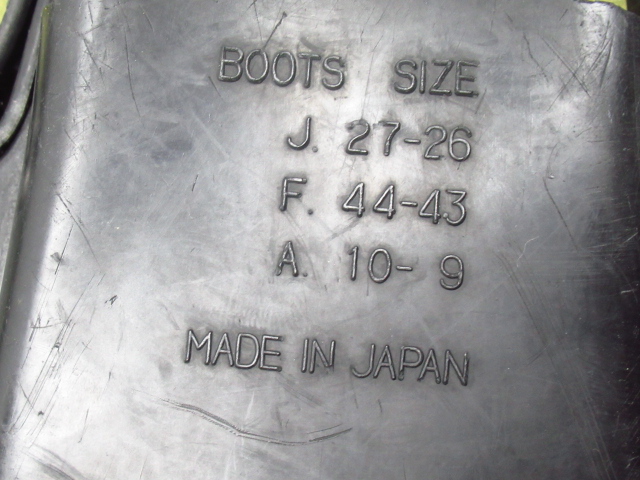 BOOTS SIZE
J. 27-26
F. 44-43
A. 10-9
MADE IN JAPAN